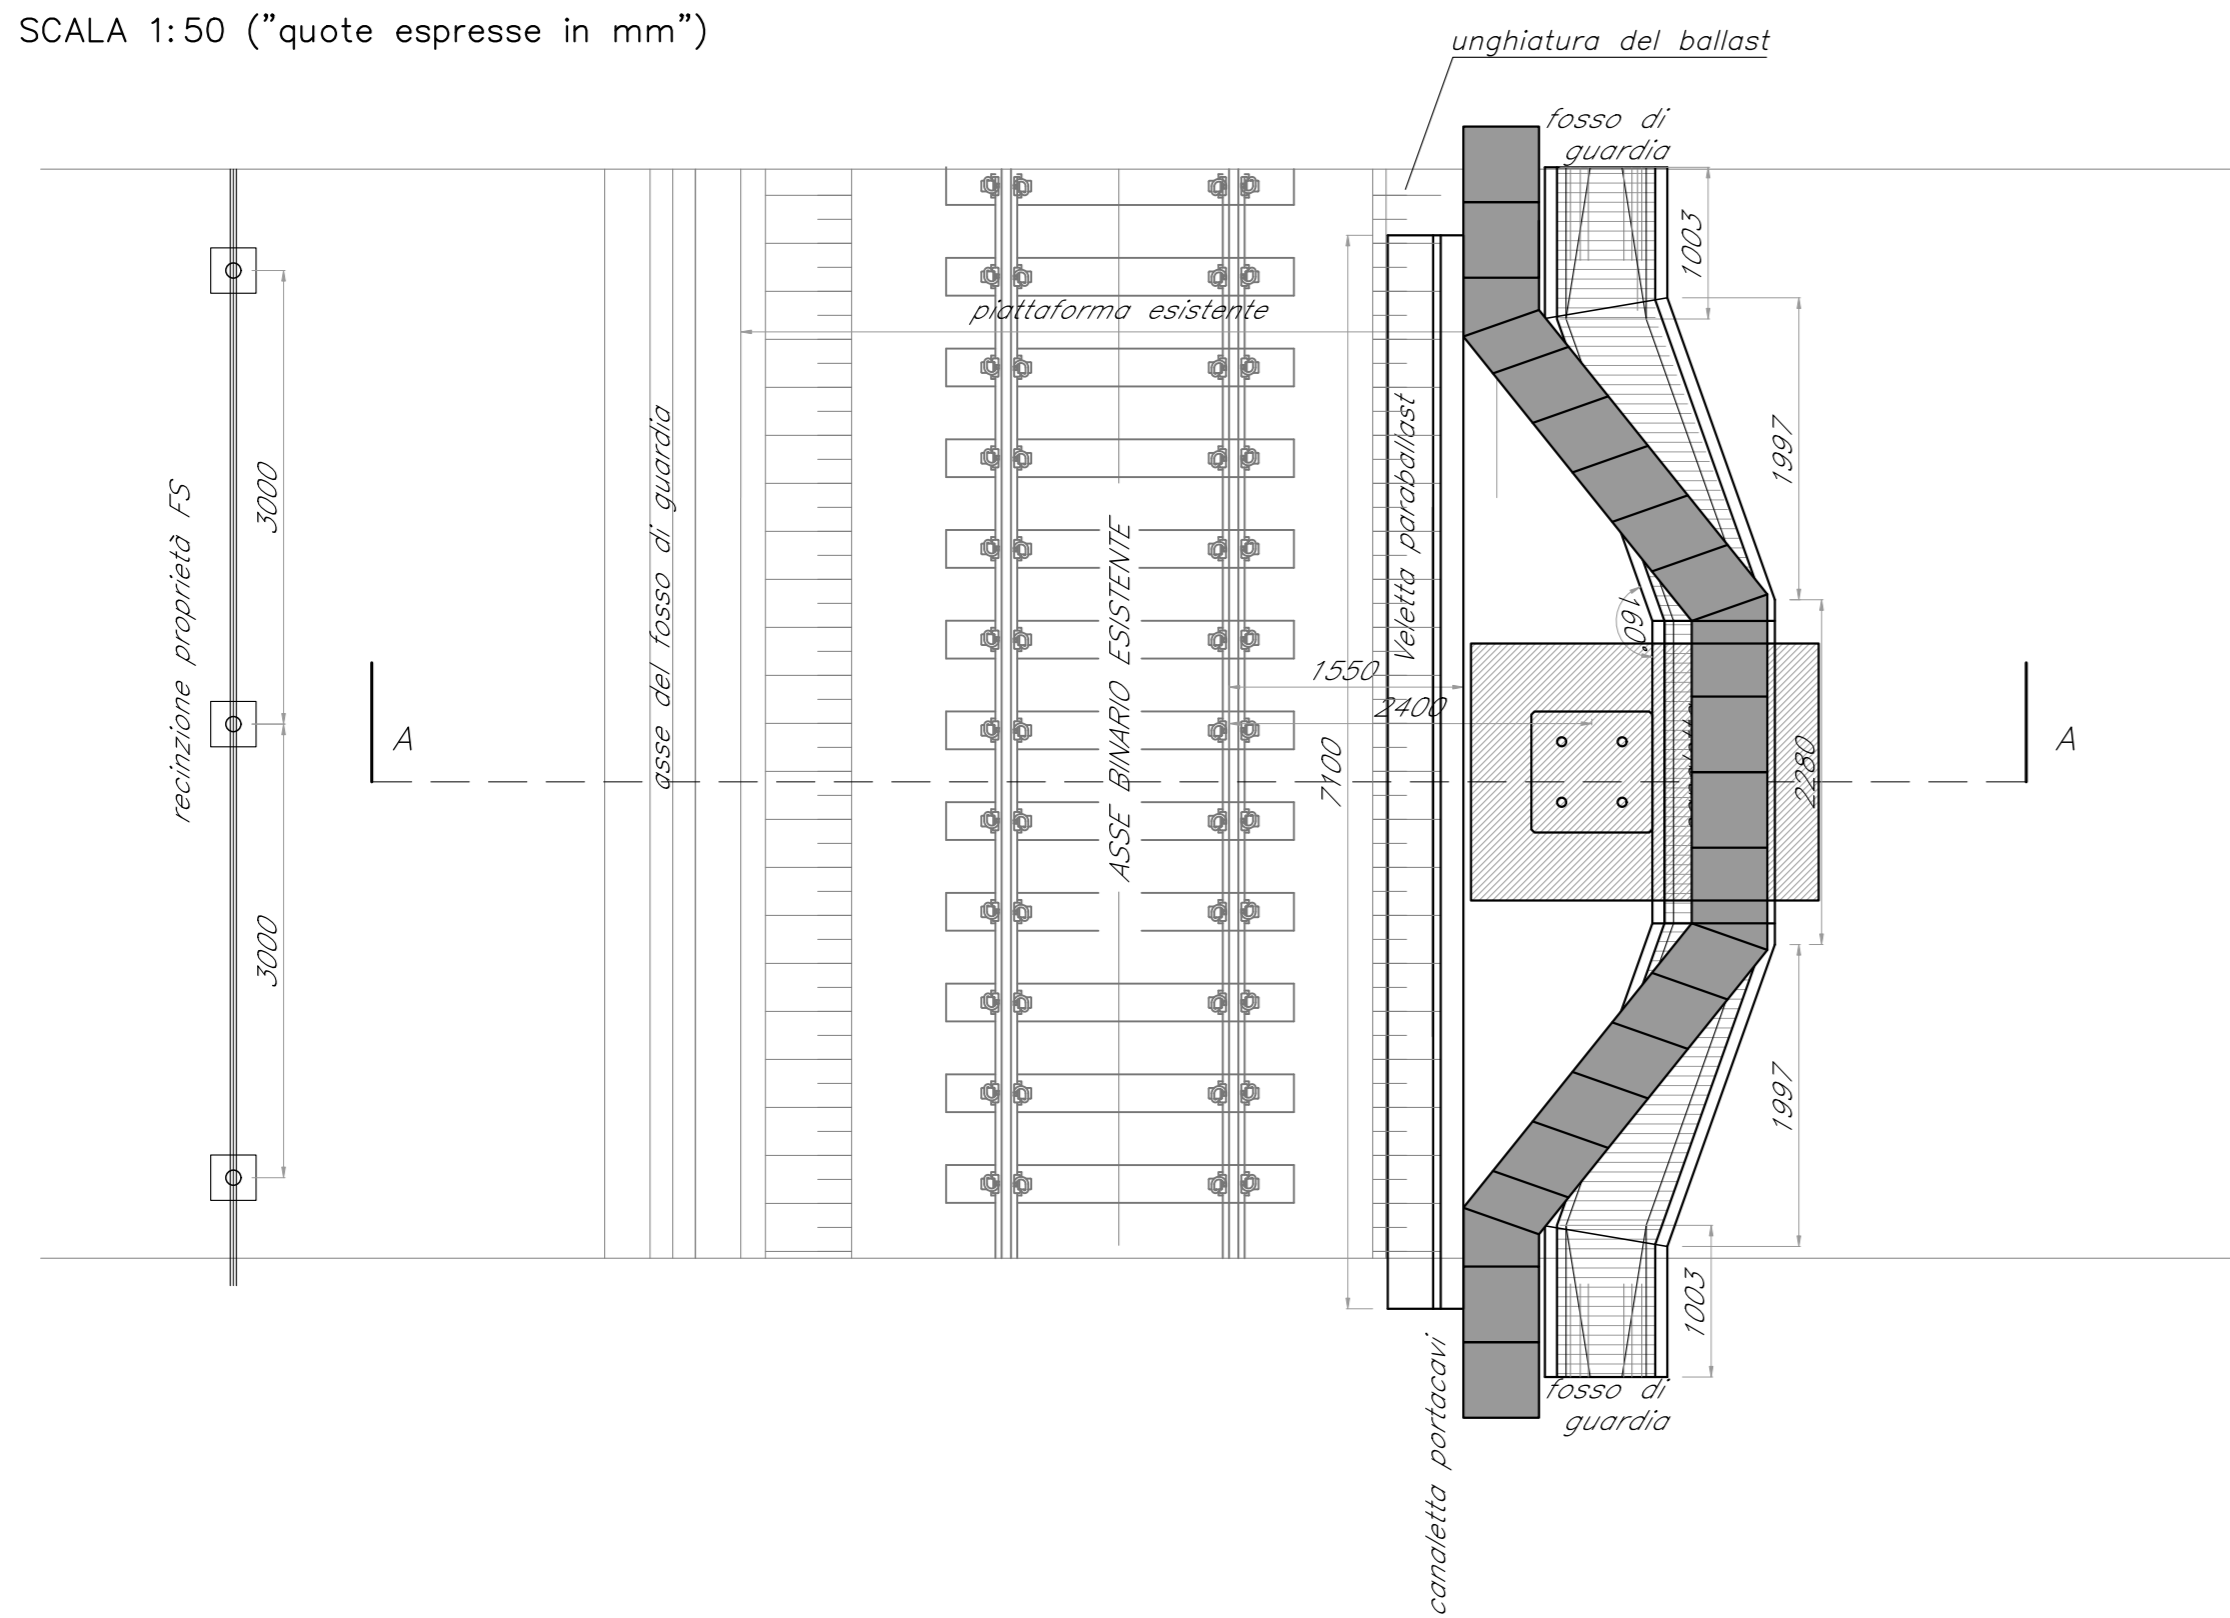 SCALA 1:50 ("quote espresse in mm")
unghiatura del ballast
fosso di
guardia
1003
piattaforma esistente
1997
3000
recinzione proprietà FS
asse del fosso di guardia
ASSE BINARIO ESISTENTE
Veletta paraballast
160°
1550
2400
7100
2280
A
A
3000
1997
1003
fosso di
guardia
canaletta portacavi